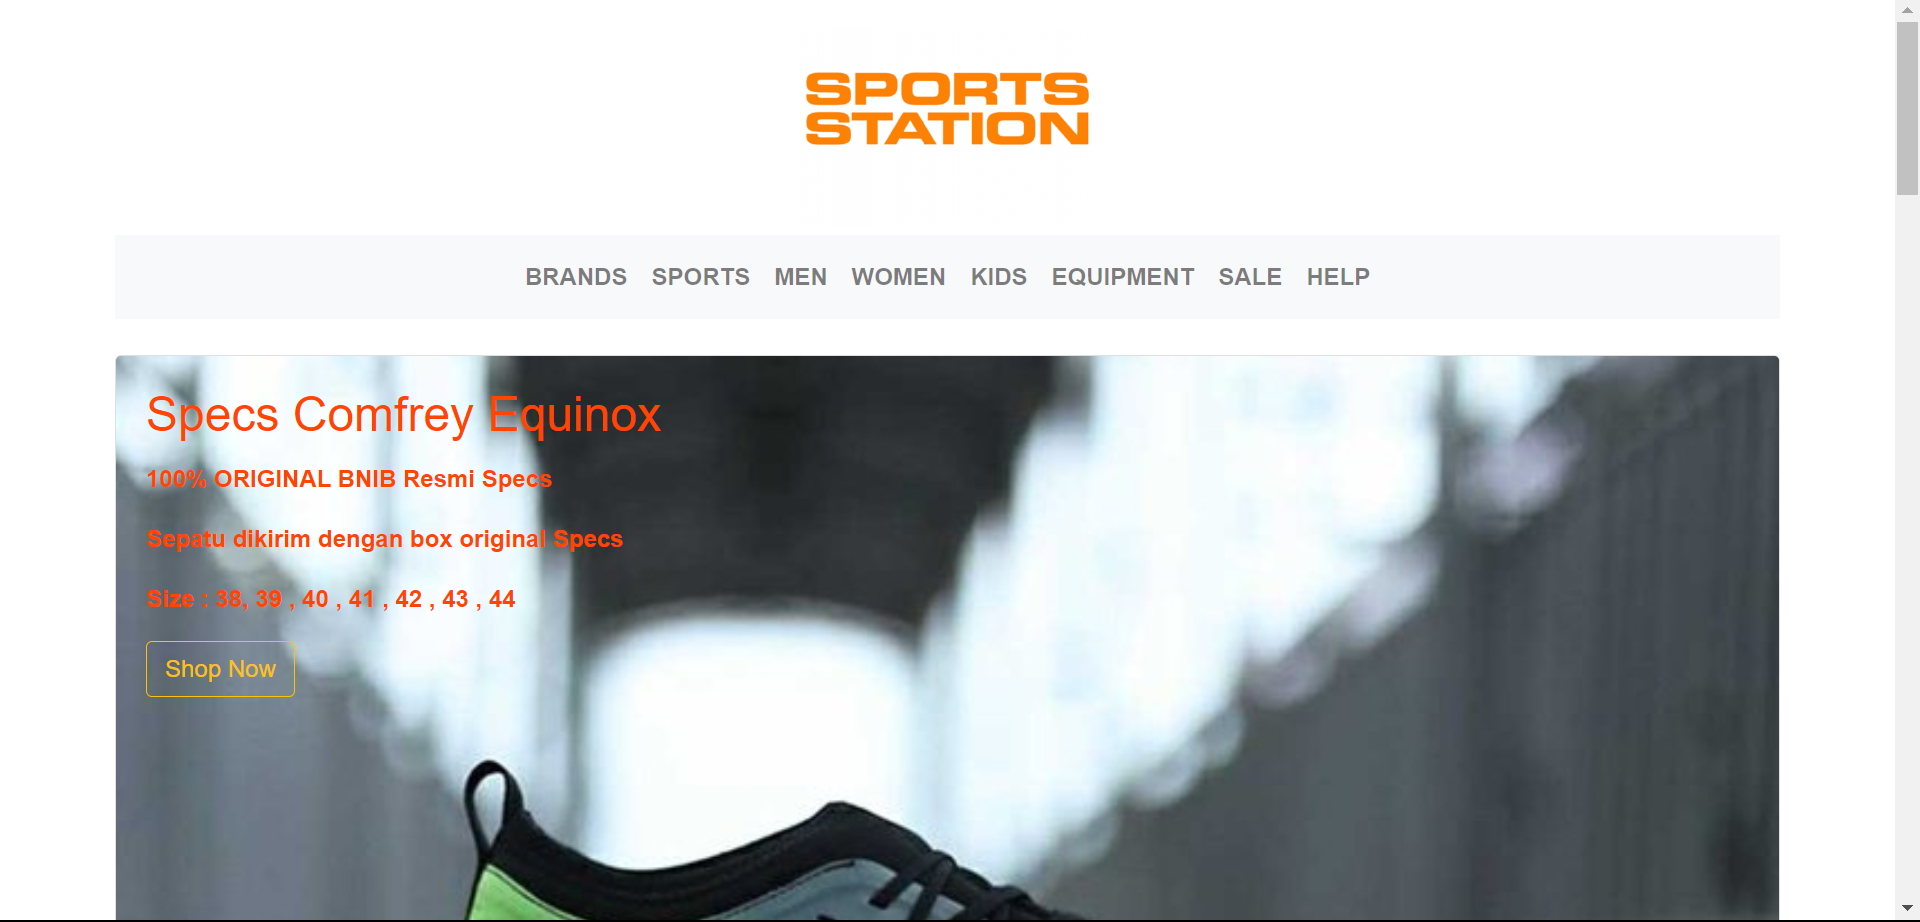 SPORTS
STATION
BRANDS SPORTS MEN WOMEN KIDS EQUIPMENT SALE HELP
Specs Comfrey Equinox
100% ORIGINAL BNIB Resmi Specs
Sepatu dikirim dengan box original Specs
Size : 38, 39 , 40 , 41 , 42 , 43 , 44
Shop Now